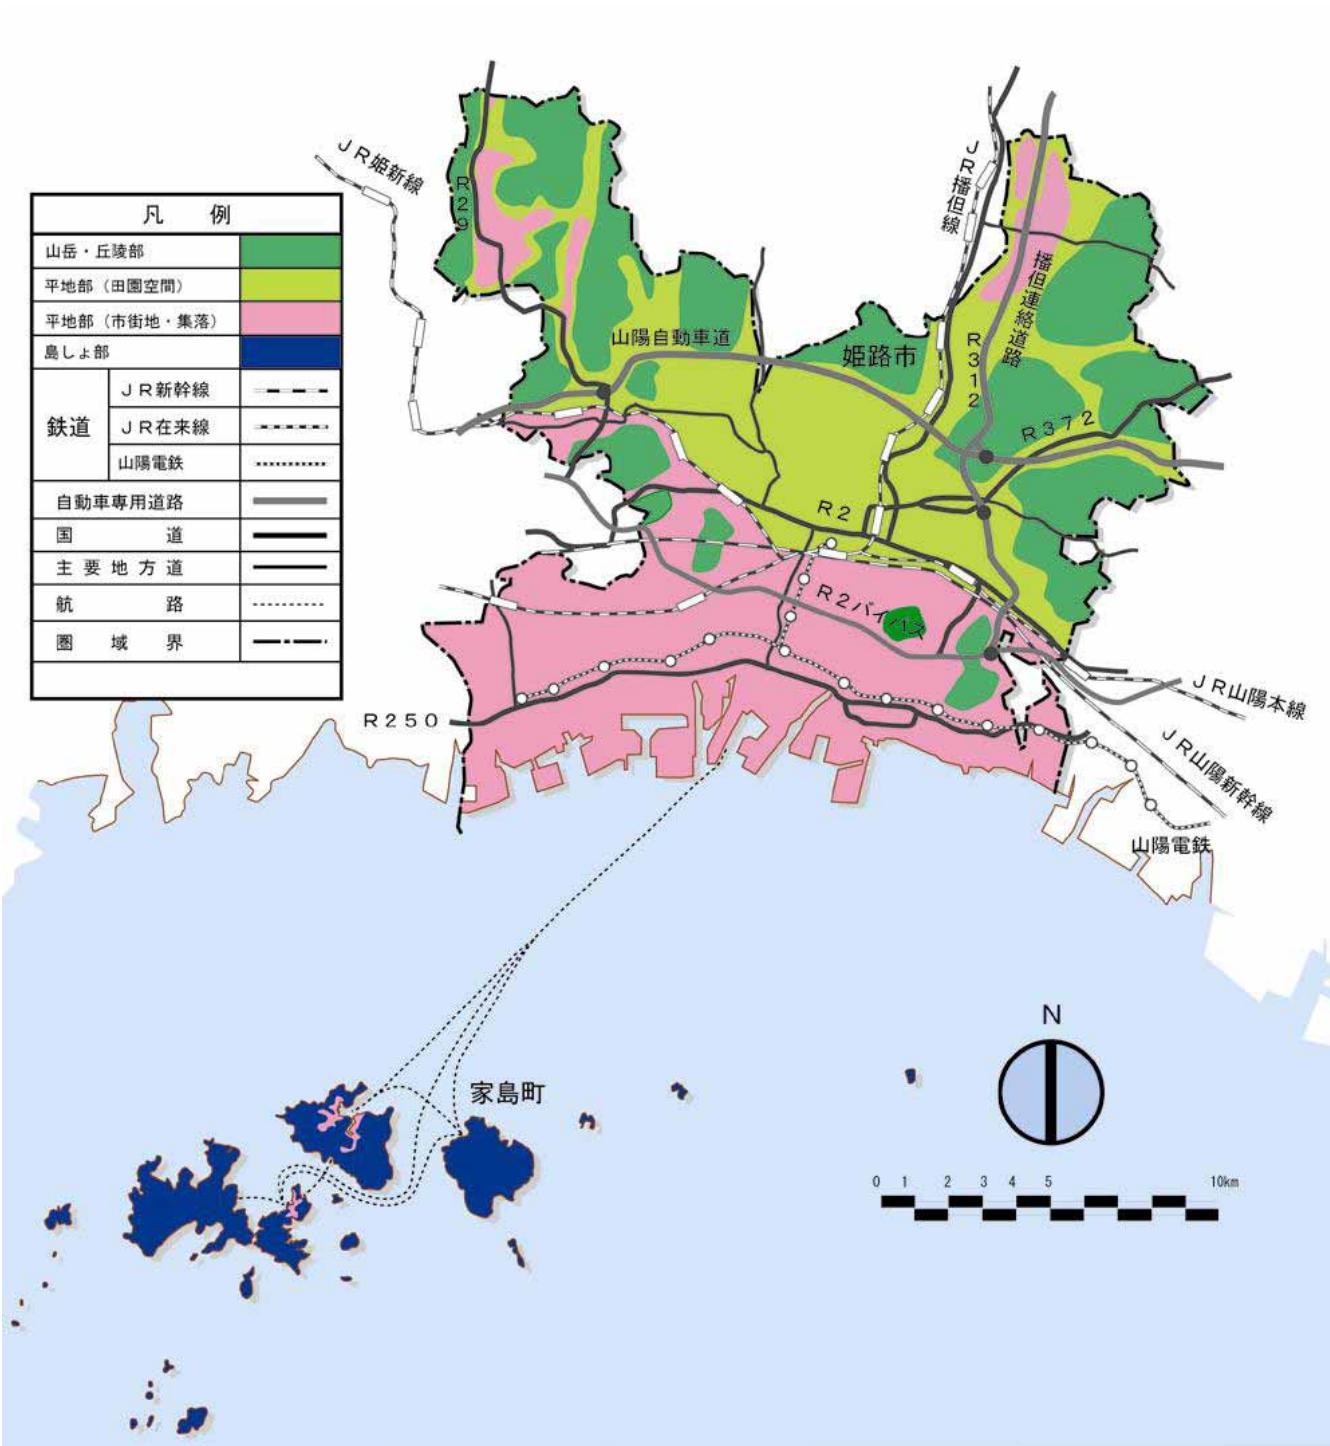 ＪＲ姫新線
Ｒ２９
ＪＲ播但線
播但連絡道路
凡　例
山岳・丘陵部
平地部（田園空間）
平地部（市街地・集落）
島しょ部
鉄道
ＪＲ新幹線
ＪＲ在来線
山陽電鉄
自動車専用道路
国　道
主要地方道
航　路
圏域界
山陽自動車道
姫路市
Ｒ３１２
Ｒ３７２
Ｒ２
Ｒ２バイパス
Ｒ２５０
ＪＲ山陽本線
ＪＲ山陽新幹線
山陽電鉄
家島町
N
0 1 2 3 4 5 10km